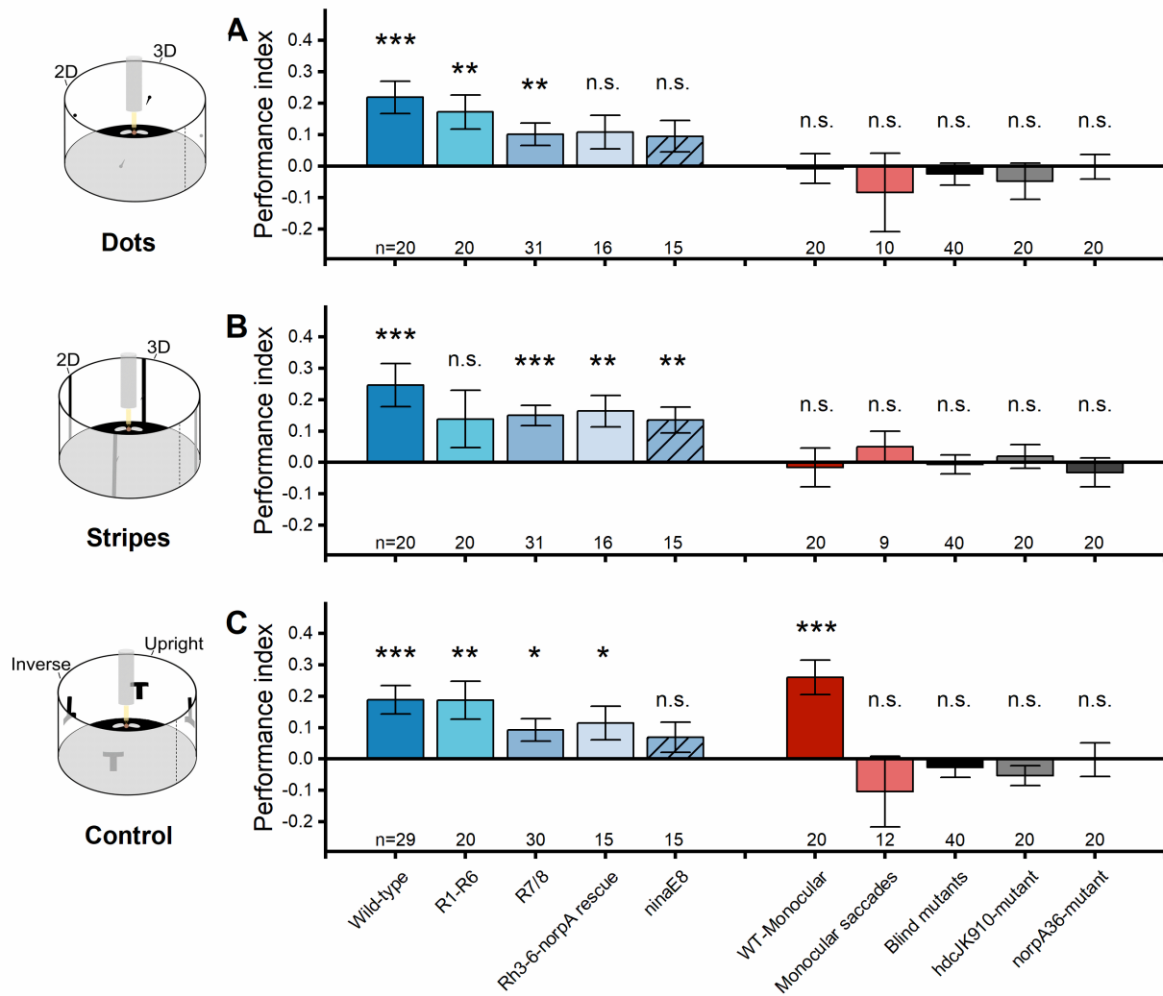 A
2D
3D
Dots
Performance index
0.4
0.3
0.2
0.1
0.0
-0.1
-0.2
*** ** ** n.s. n.s. n.s. n.s. n.s. n.s. n.s.
n=20 20 31 16 15 20 10 40 20 20
B
2D
3D
Stripes
Performance index
0.4
0.3
0.2
0.1
0.0
-0.1
-0.2
*** n.s. *** ** ** n.s. n.s. n.s. n.s. n.s.
n=20 20 31 16 15 20 9 40 20 20
C
Inverse
Upright
T
T
Control
Performance index
0.4
0.3
0.2
0.1
0.0
-0.1
-0.2
*** ** * * n.s. *** n.s. n.s. n.s. n.s.
n=29 20 30 15 15 20 12 40 20 20
Wild-type
R1-R6
R7/8
Rh3-6-norpA rescue
ninaE8
WT-Monocular
Monocular saccades
Blind mutants
hdcJK910-mutant
norpA36-mutant